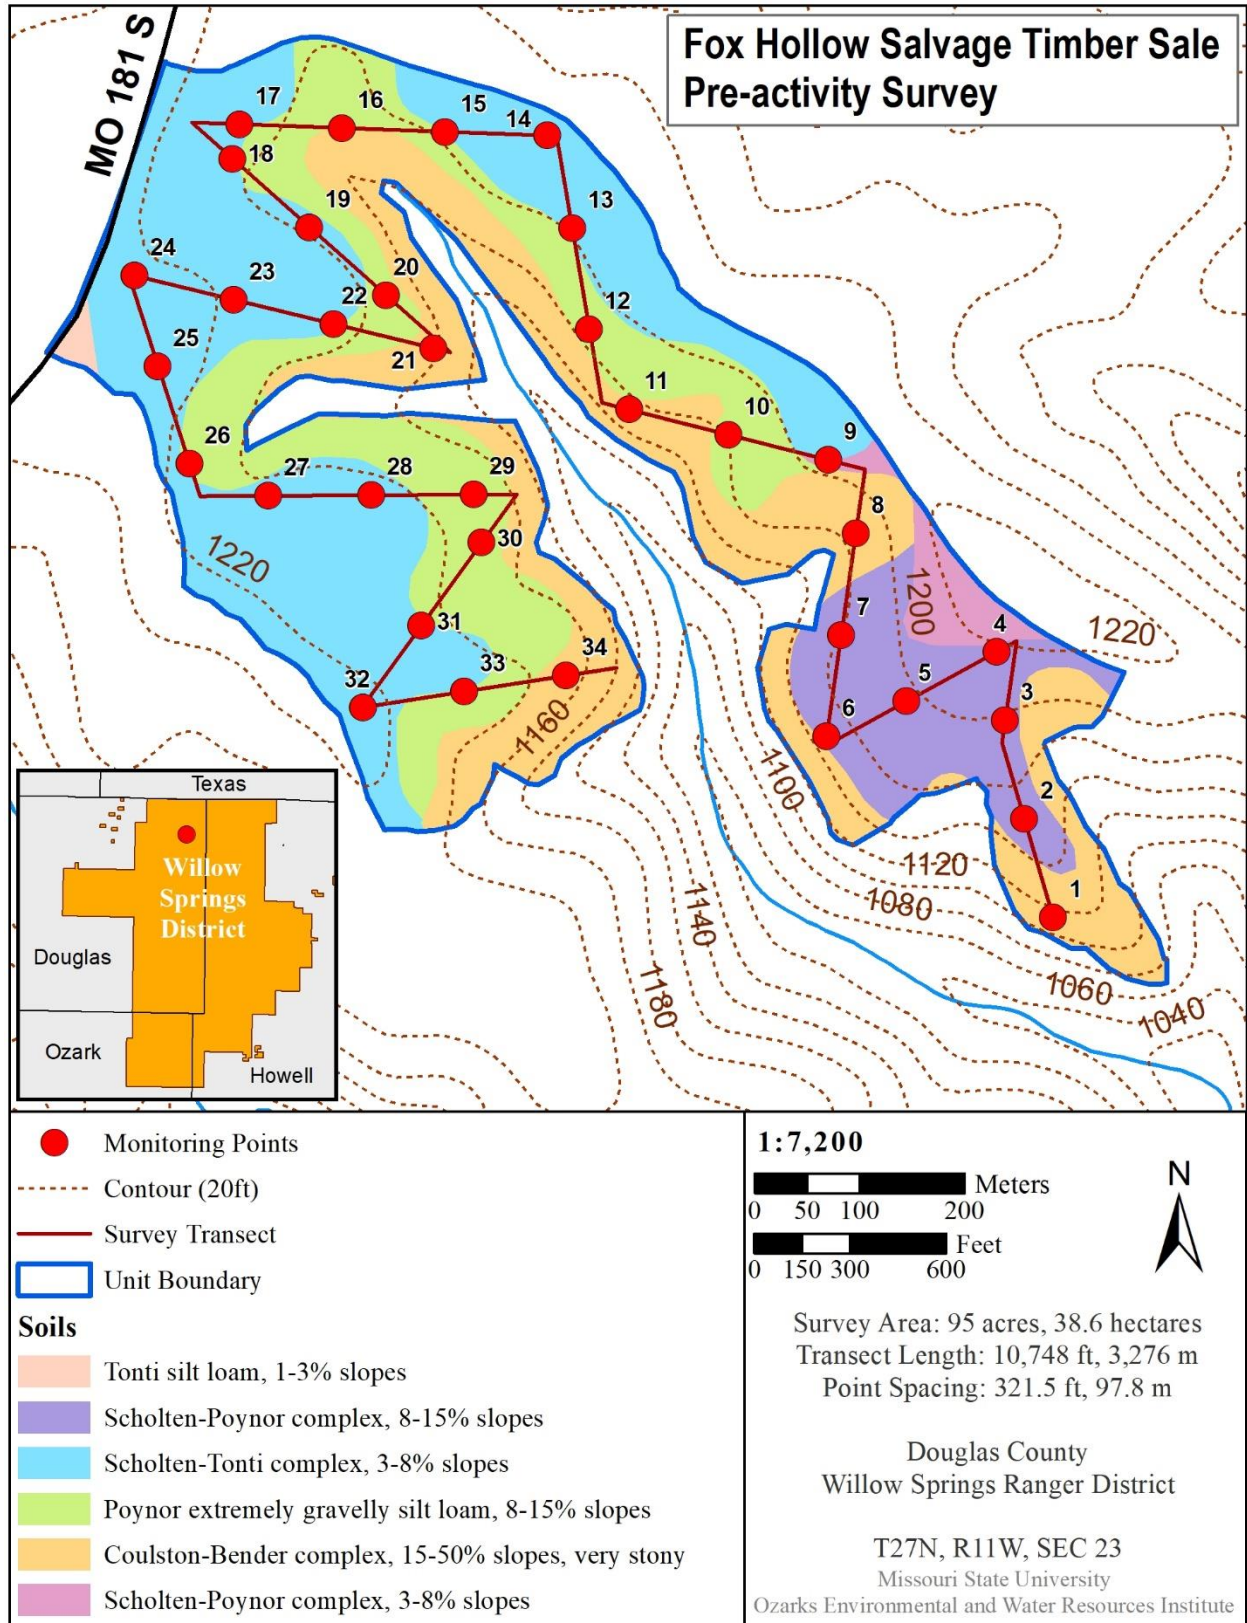 Fox Hollow Salvage Timber Sale
Pre-activity Survey
MO 181 S
17
16
15
14
18
13
19
24
23
20
22
12
25
21
11
10
9
26
27
28
29
8
30
1220
1200
7
4
1220
31
34
5
3
32
33
6
1160
1100
2
1120
1080
1
1140
1180
1060
1040
Texas
Willow
Springs
District
Douglas
Ozark
Howell
Monitoring Points
Contour (20ft)
Survey Transect
Unit Boundary
Soils
Tonti silt loam, 1-3% slopes
Scholten-Poynor complex, 8-15% slopes
Scholten-Tonti complex, 3-8% slopes
Poynor extremely gravelly silt loam, 8-15% slopes
Coulston-Bender complex, 15-50% slopes, very stony
Scholten-Poynor complex, 3-8% slopes
1:7,200
Meters
0 50 100 200
Feet
0 150 300 600
N
Survey Area: 95 acres, 38.6 hectares
Transect Length: 10,748 ft, 3,276 m
Point Spacing: 321.5 ft, 97.8 m
Douglas County
Willow Springs Ranger District
T27N, R11W, SEC 23
Missouri State University
Ozarks Environmental and Water Resources Institute